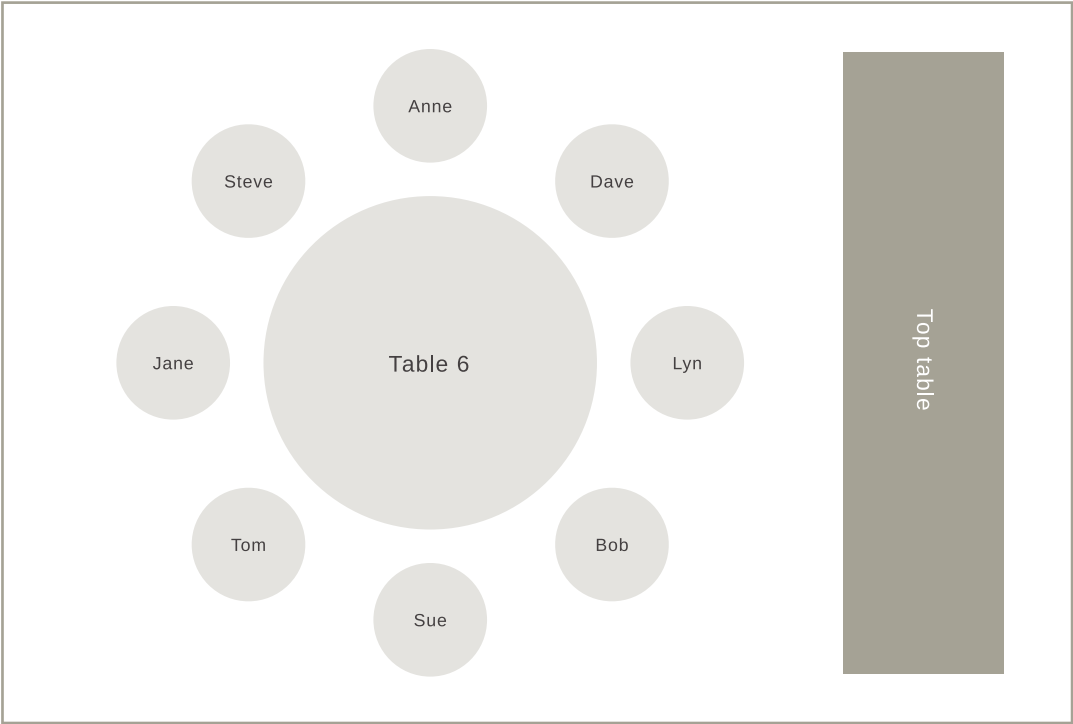 Anne
Steve
Dave
Jane
Table 6
Lyn
Tom
Bob
Sue
Top table